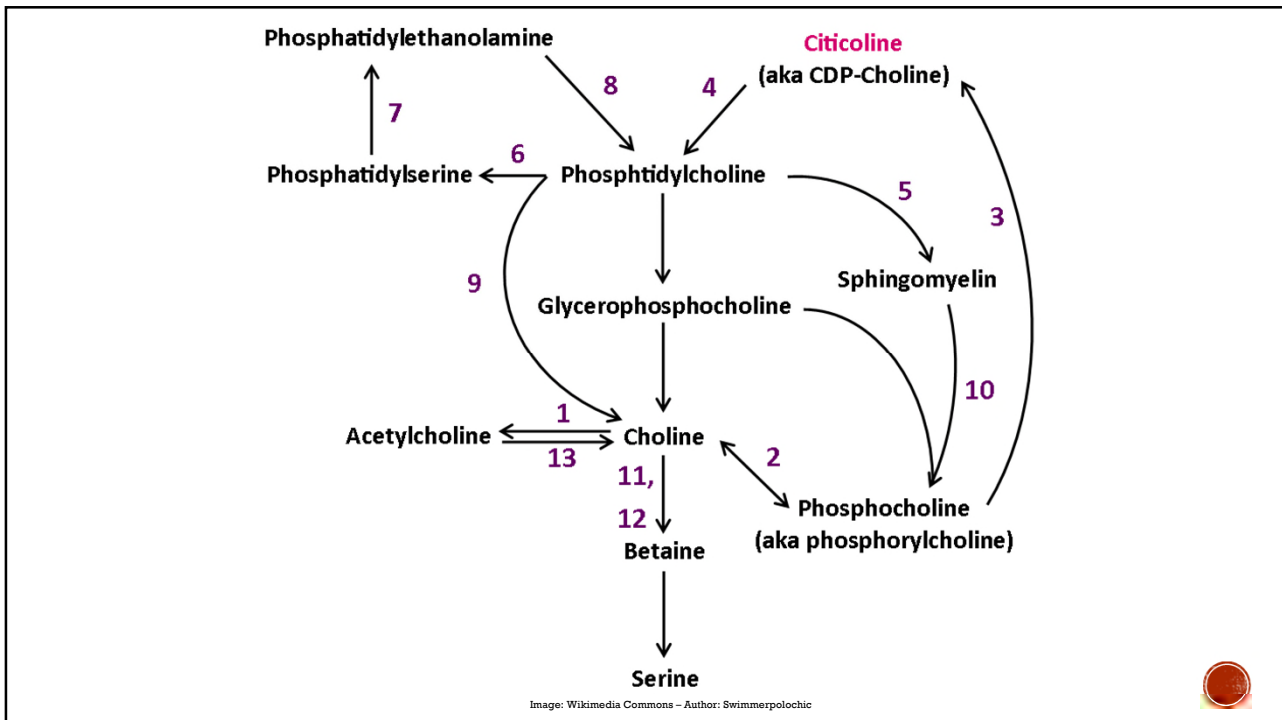 Phosphatidylethanolamine
Citicoline
(aka CDP-Choline)
8
4
7
6
Phosphatidylserine
Phosphtidylcholine
5
3
9
Sphingomyelin
Glycerophosphocholine
10
1
Acetylcholine
Choline
13
2
11,
12
Phosphocholine
(aka phosphorylcholine)
Betaine
Serine
Image: Wikimedia Commons – Author: Swimmerpolochic